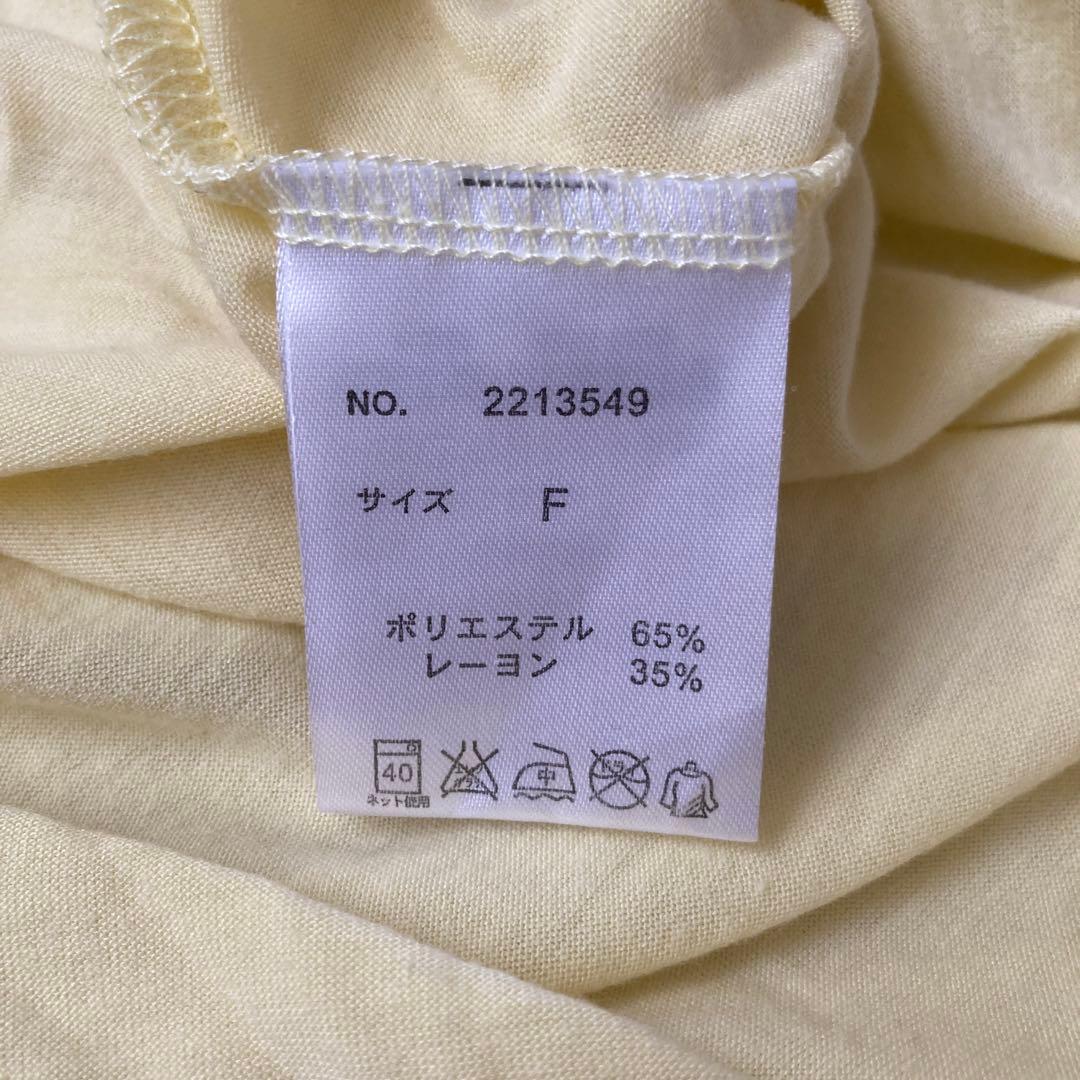 NO. 2213549
サイズ F
ポリエステル 65%
レーヨン 35%
40 中
ネット使用